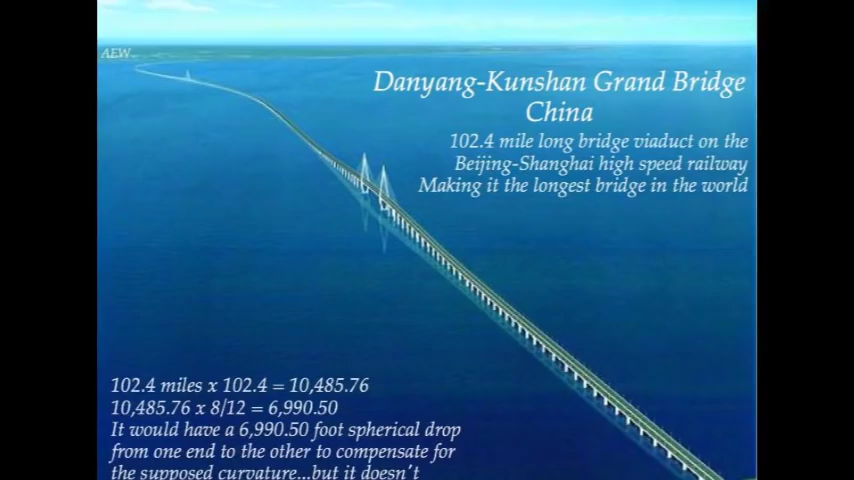 AEW
Danyang-Kunshan Grand Bridge
China
102.4 mile long bridge viaduct on the
Beijing-Shanghai high speed railway
Making it the longest bridge in the world
102.4 miles x 102.4 = 10,485.76
10,485.76 x 8/12 = 6,990.50
It would have a 6,990.50 foot spherical drop
from one end to the other to compensate for
the supposed curvature...but it doesn't